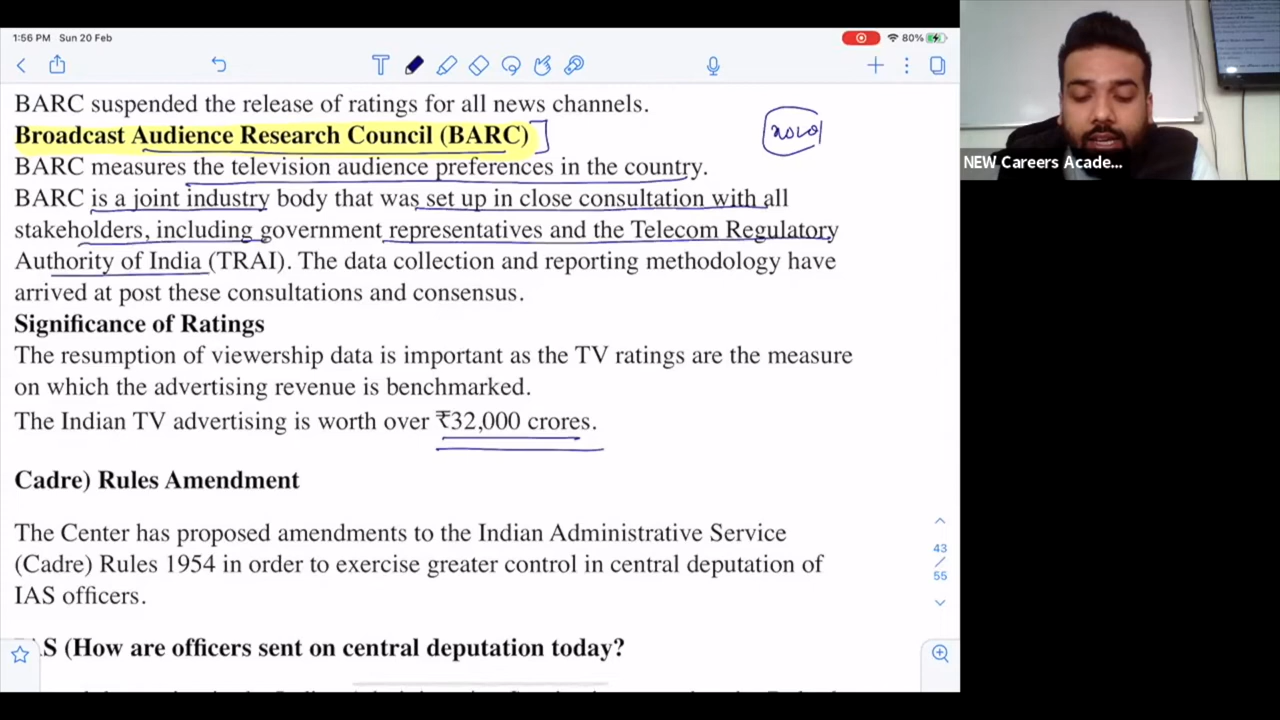 1:56 PM Sun 20 Feb
80%
BARC suspended the release of ratings for all news channels.
Broadcast Audience Research Council (BARC)
BARC measures the television audience preferences in the country.
BARC is a joint industry body that was set up in close consultation with all
stakeholders, including government representatives and the Telecom Regulatory
Authority of India (TRAI). The data collection and reporting methodology have
arrived at post these consultations and consensus.
Significance of Ratings
The resumption of viewership data is important as the TV ratings are the measure
on which the advertising revenue is benchmarked.
The Indian TV advertising is worth over ₹32,000 crores.
Cadre) Rules Amendment
The Center has proposed amendments to the Indian Administrative Service
(Cadre) Rules 1954 in order to exercise greater control in central deputation of
IAS officers.
AS (How are officers sent on central deputation today?
43
/
55
NEW Careers Acade...